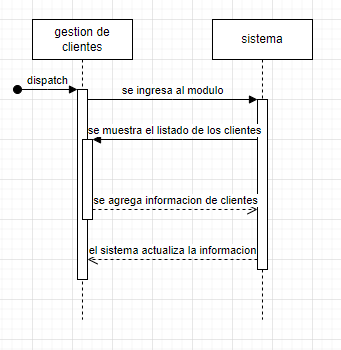 gestion de
clientes
sistema
dispatch
se ingresa al modulo
se muestra el listado de los clientes
se agrega informacion de clientes
el sistema actualiza la informacion